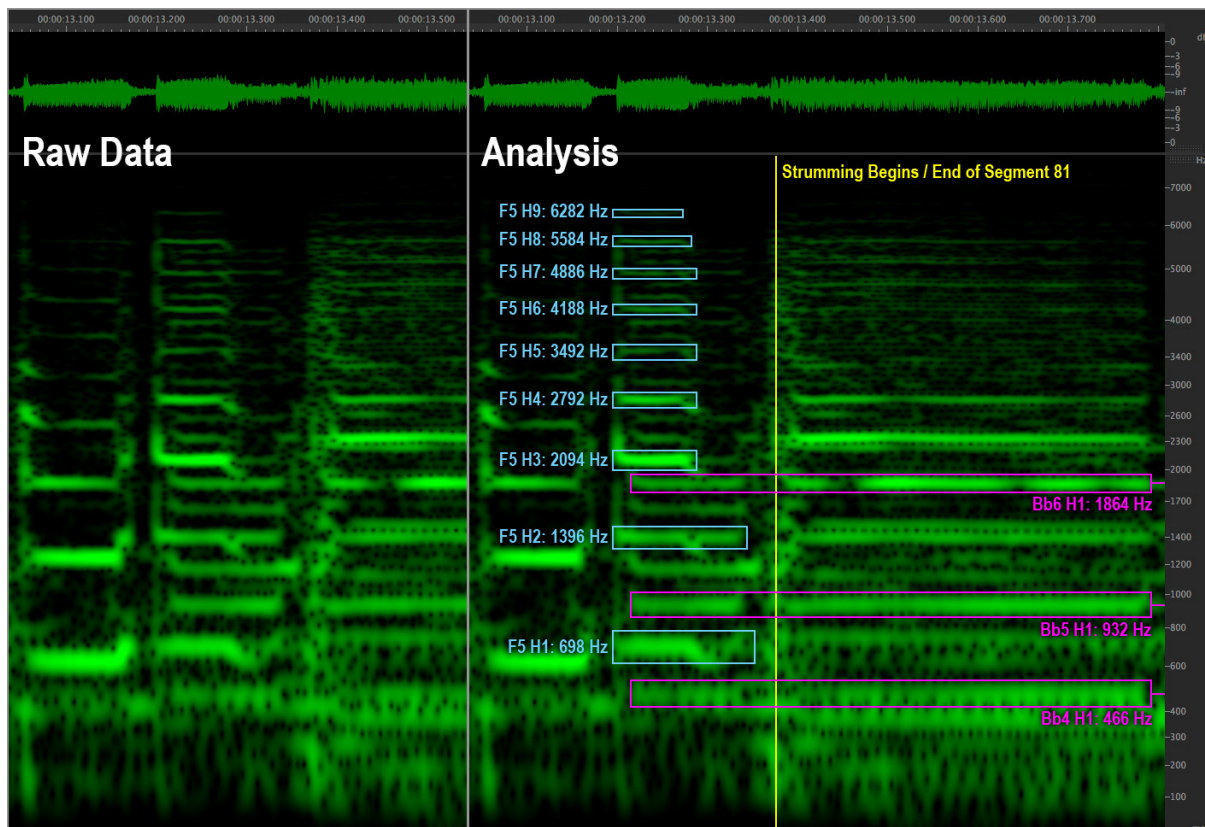 00:00:13.100 00:00:13.200 00:00:13.300 00:00:13.400 00:00:13.500
00:00:13.100 00:00:13.200 00:00:13.300 00:00:13.400 00:00:13.500 00:00:13.600 00:00:13.700
dB
0
-3
-6
-9
-inf
-9
-6
-3
0
Raw Data
Analysis
Strumming Begins / End of Segment 81
Hz
7000
6000
5000
4000
3400
3000
2600
2300
2000
1700
1400
1200
1000
800
600
400
300
200
100
F5 H9: 6282 Hz
F5 H8: 5584 Hz
F5 H7: 4886 Hz
F5 H6: 4188 Hz
F5 H5: 3492 Hz
F5 H4: 2792 Hz
F5 H3: 2094 Hz
Bb6 H1: 1864 Hz
F5 H2: 1396 Hz
Bb5 H1: 932 Hz
F5 H1: 698 Hz
Bb4 H1: 466 Hz